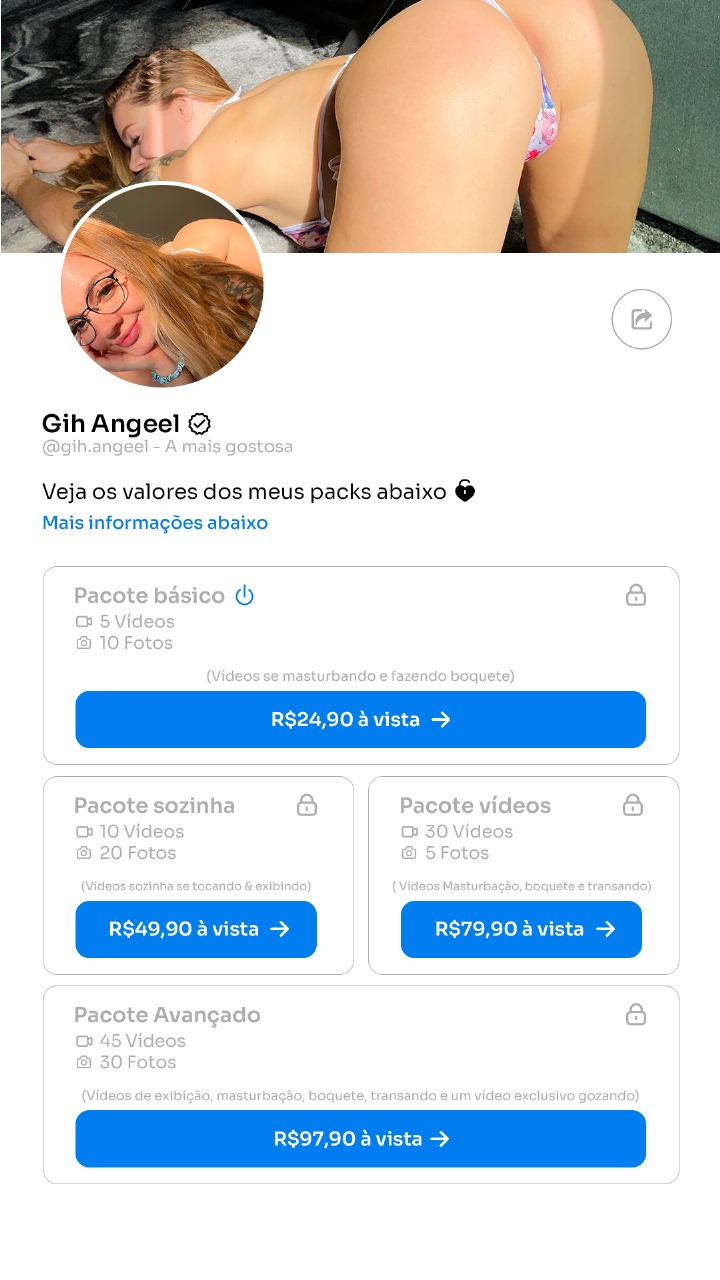 Gih Angeel
@gih.angeel - A mais gostosa
Veja os valores dos meus packs abaixo
Mais informações abaixo
Pacote básico
5 Vídeos
10 Fotos
(Vídeos se masturbando e fazendo boquete)
R$24,90 à vista →
Pacote sozinha
10 Vídeos
20 Fotos
(Videos sozinha se tocando & exibindo)
R$49,90 à vista →
Pacote vídeos
30 Vídeos
5 Fotos
( Vídeos Masturbação, boquete e transando)
R$79,90 à vista →
Pacote Avançado
45 Vídeos
30 Fotos
(Vídeos de exibição, masturbação, boquete, transando e um vídeo exclusivo gozando)
R$97,90 à vista →